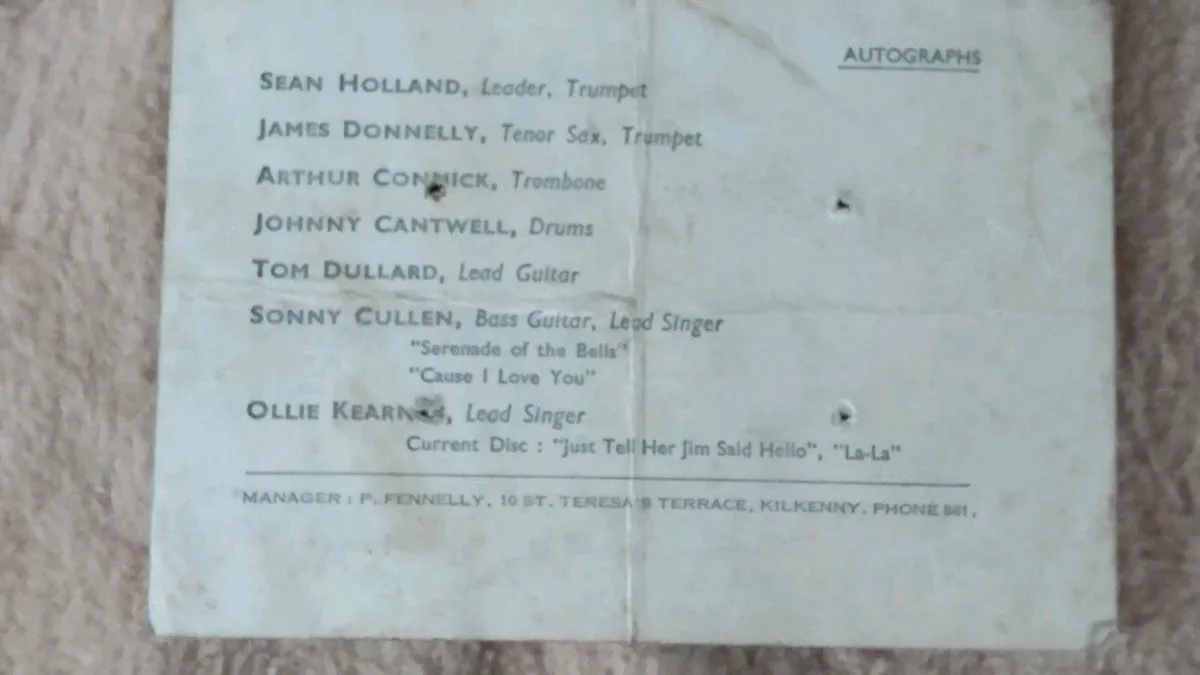 AUTOGRAPHS
SEAN HOLLAND, Leader, Trumpet
JAMES DONNELLY, Tenor Sax, Trumpet
ARTHUR CONNICK, Trombone
JOHNNY CANTWELL, Drums
TOM DULLARD, Lead Guitar
SONNY CULLEN, Bass Guitar, Lead Singer
"Serenade of the Bells"
"Cause I Love You"
OLLIE Lead Singer
Current Disc : "Just Tell Her Jim Said Hello", "La-La"
MANAGER : P. FENNELLY, 10 ST. TERESA'S TERRACE, KILKENNY. PHONE